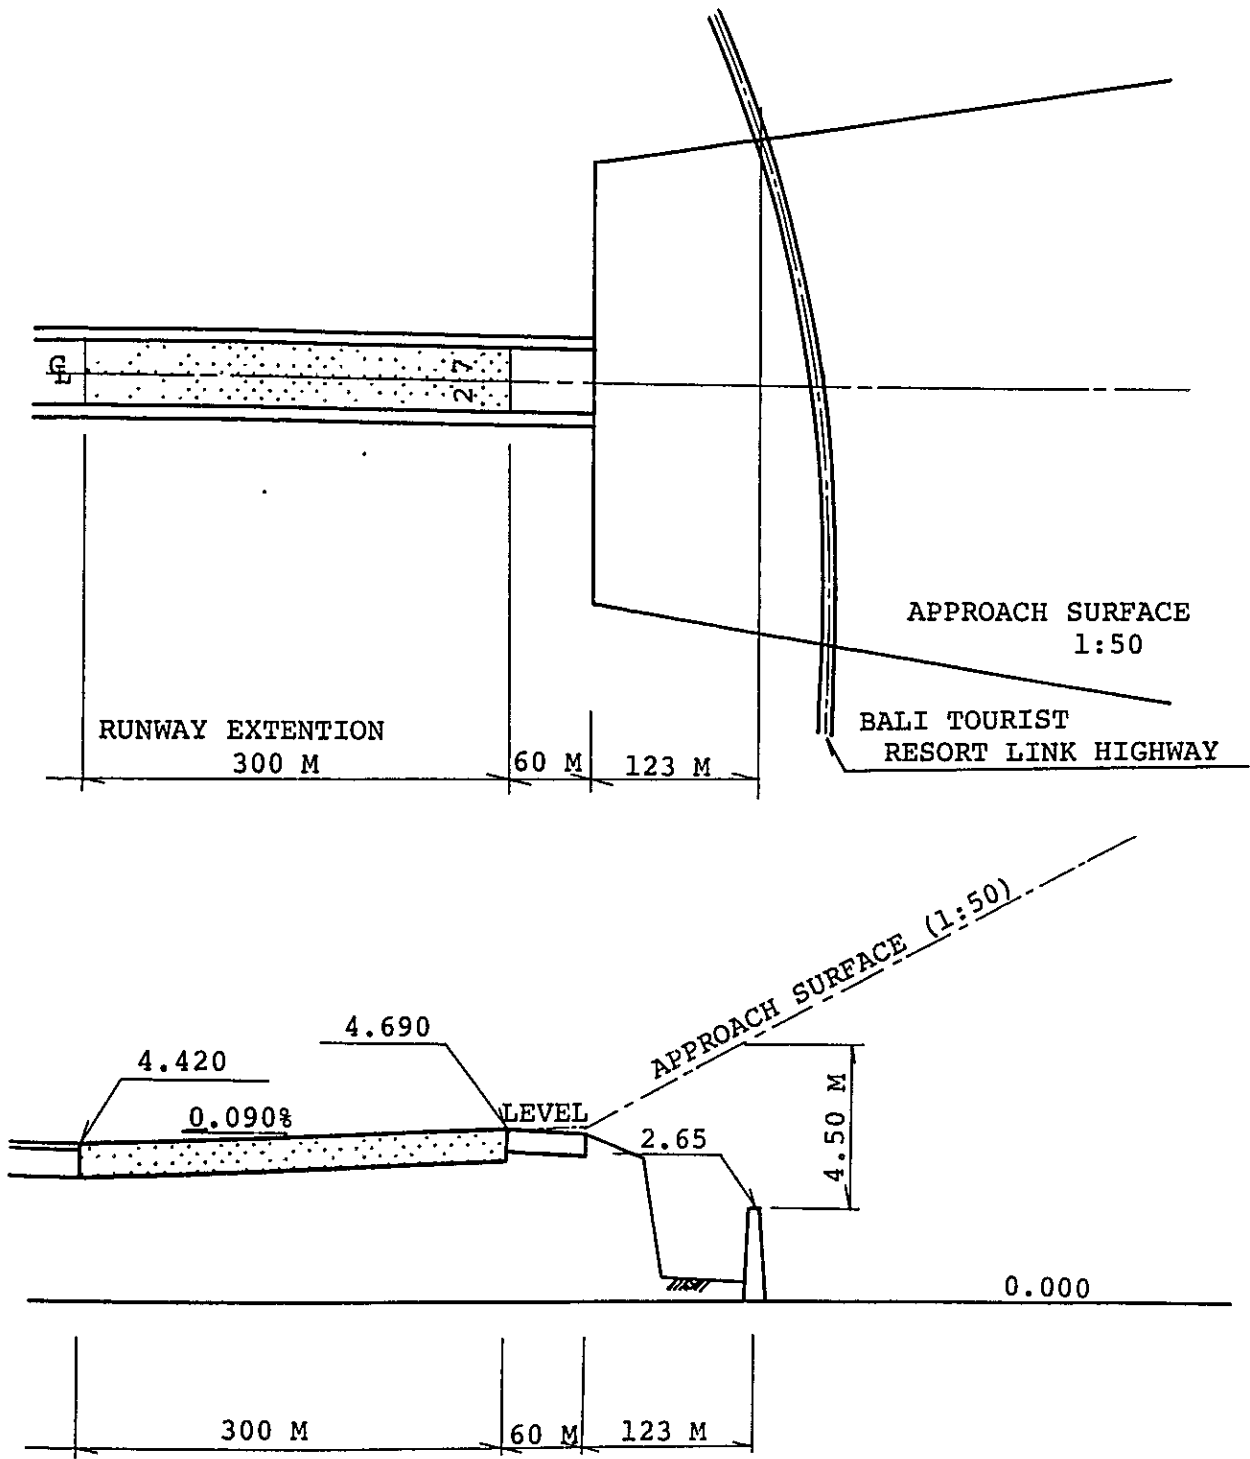 ℄
27
APPROACH SURFACE
1:50
RUNWAY EXTENTION
300 M
60 M
123 M
BALI TOURIST
RESORT LINK HIGHWAY
APPROACH SURFACE (1:50)
4.690
4.420
0.090%
LEVEL
2.65
4.50 M
0.000
300 M
60 M
123 M